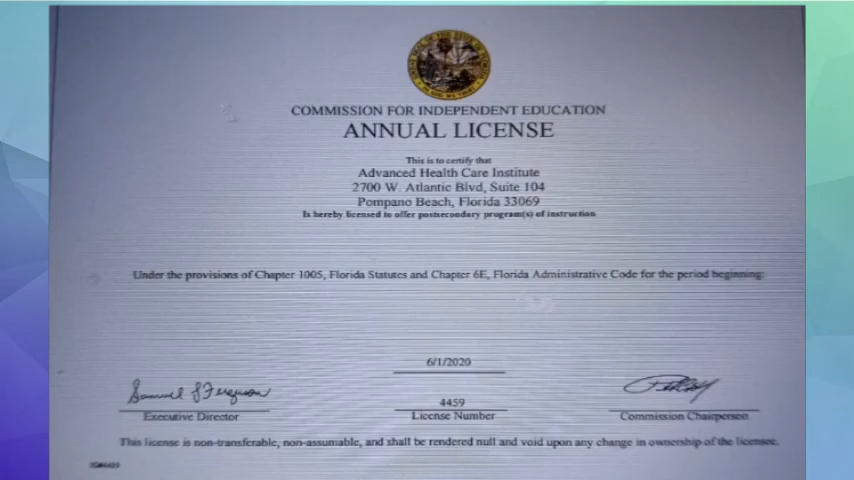 COMMISSION FOR INDEPENDENT EDUCATION
ANNUAL LICENSE
This is to certify that
Advanced Health Care Institute
2700 W. Atlantic Blvd, Suite 104
Pompano Beach, Florida 33069
Is hereby licensed to offer postsecondary program(s) of instruction
Under the provisions of Chapter 1005, Florida Statutes and Chapter 6E, Florida Administrative Code for the period beginning:
6/1/2020
Samuel L Ferguson
4459
Executive Director
License Number
Commission Chairperson
This license is non-transferable, non-assumable, and shall be rendered null and void upon any change in ownership of the licensee.